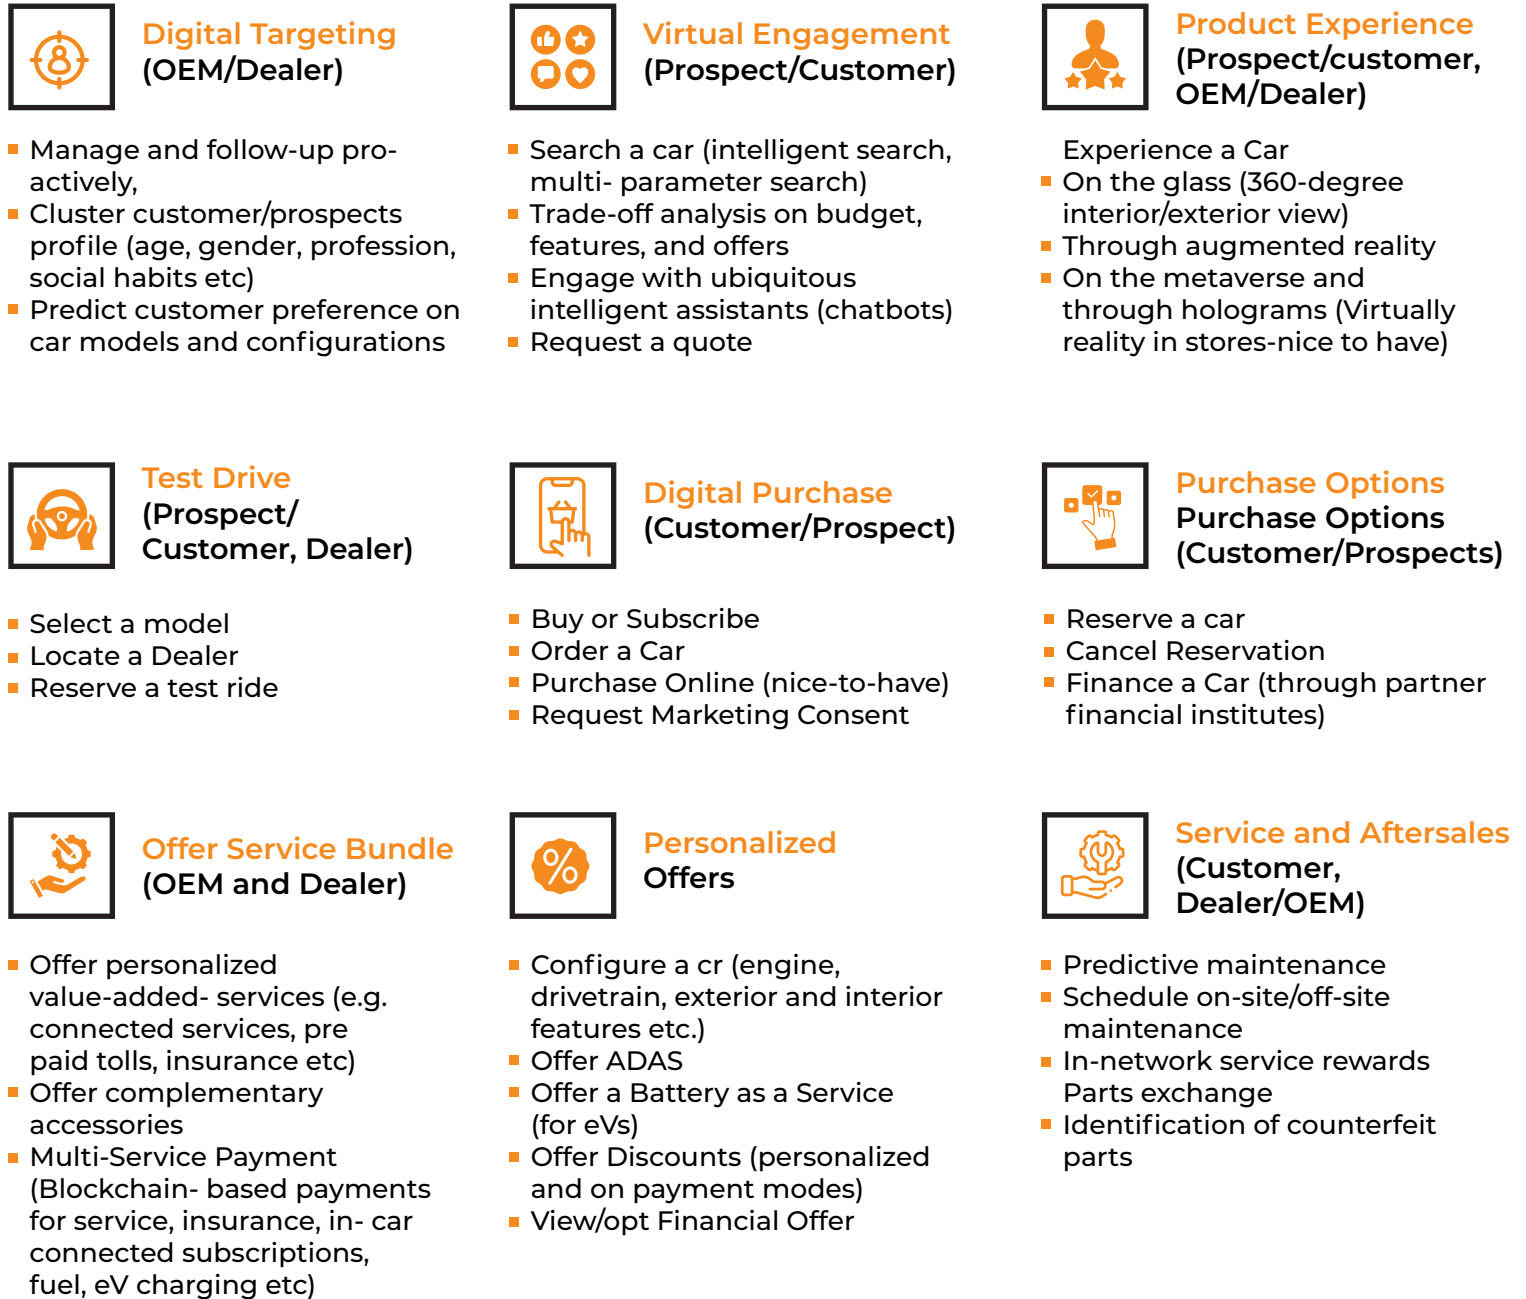 Digital Targeting
(OEM/Dealer)
Manage and follow-up pro-
actively,
Cluster customer/prospects
profile (age, gender, profession,
social habits etc)
Predict customer preference on
car models and configurations
Virtual Engagement
(Prospect/Customer)
Search a car (intelligent search,
multi- parameter search)
Trade-off analysis on budget,
features, and offers
Engage with ubiquitous
intelligent assistants (chatbots)
Request a quote
Product Experience
(Prospect/customer,
OEM/Dealer)
Experience a Car
On the glass (360-degree
interior/exterior view)
Through augmented reality
On the metaverse and
through holograms (Virtually
reality in stores-nice to have)
Test Drive
(Prospect/
Customer, Dealer)
Select a model
Locate a Dealer
Reserve a test ride
Digital Purchase
(Customer/Prospect)
Buy or Subscribe
Order a Car
Purchase Online (nice-to-have)
Request Marketing Consent
Purchase Options
Purchase Options
(Customer/Prospects)
Reserve a car
Cancel Reservation
Finance a Car (through partner
financial institutes)
Offer Service Bundle
(OEM and Dealer)
Offer personalized
value-added- services (e.g.
connected services, pre
paid tolls, insurance etc)
Offer complementary
accessories
Multi-Service Payment
(Blockchain- based payments
for service, insurance, in- car
connected subscriptions,
fuel, eV charging etc)
%
Personalized
Offers
Configure a cr (engine,
drivetrain, exterior and interior
features etc.)
Offer ADAS
Offer a Battery as a Service
(for eVs)
Offer Discounts (personalized
and on payment modes)
View/opt Financial Offer
Service and Aftersales
(Customer,
Dealer/OEM)
Predictive maintenance
Schedule on-site/off-site
maintenance
In-network service rewards
Parts exchange
Identification of counterfeit
parts